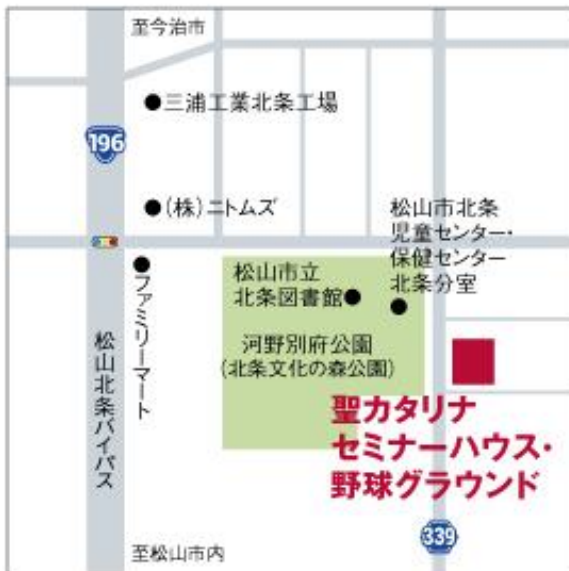 至今治市
三浦工業北条工場
196
(株)ニトムズ
松山市北条
児童センター・
保健センター
北条分室
ファミリーマート
松山市立
北条図書館
河野別府公園
(北条文化の森公園)
松山北条バイパス
聖カタリナ
セミナーハウス・
野球グラウンド
339
至松山市内